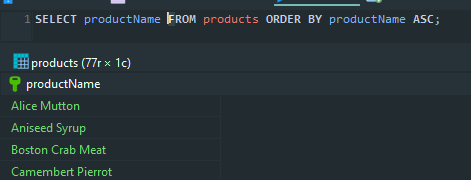 1 SELECT productName FROM products ORDER BY productName ASC;
products (77r × 1c)
productName
Alice Mutton
Aniseed Syrup
Boston Crab Meat
Camembert Pierrot